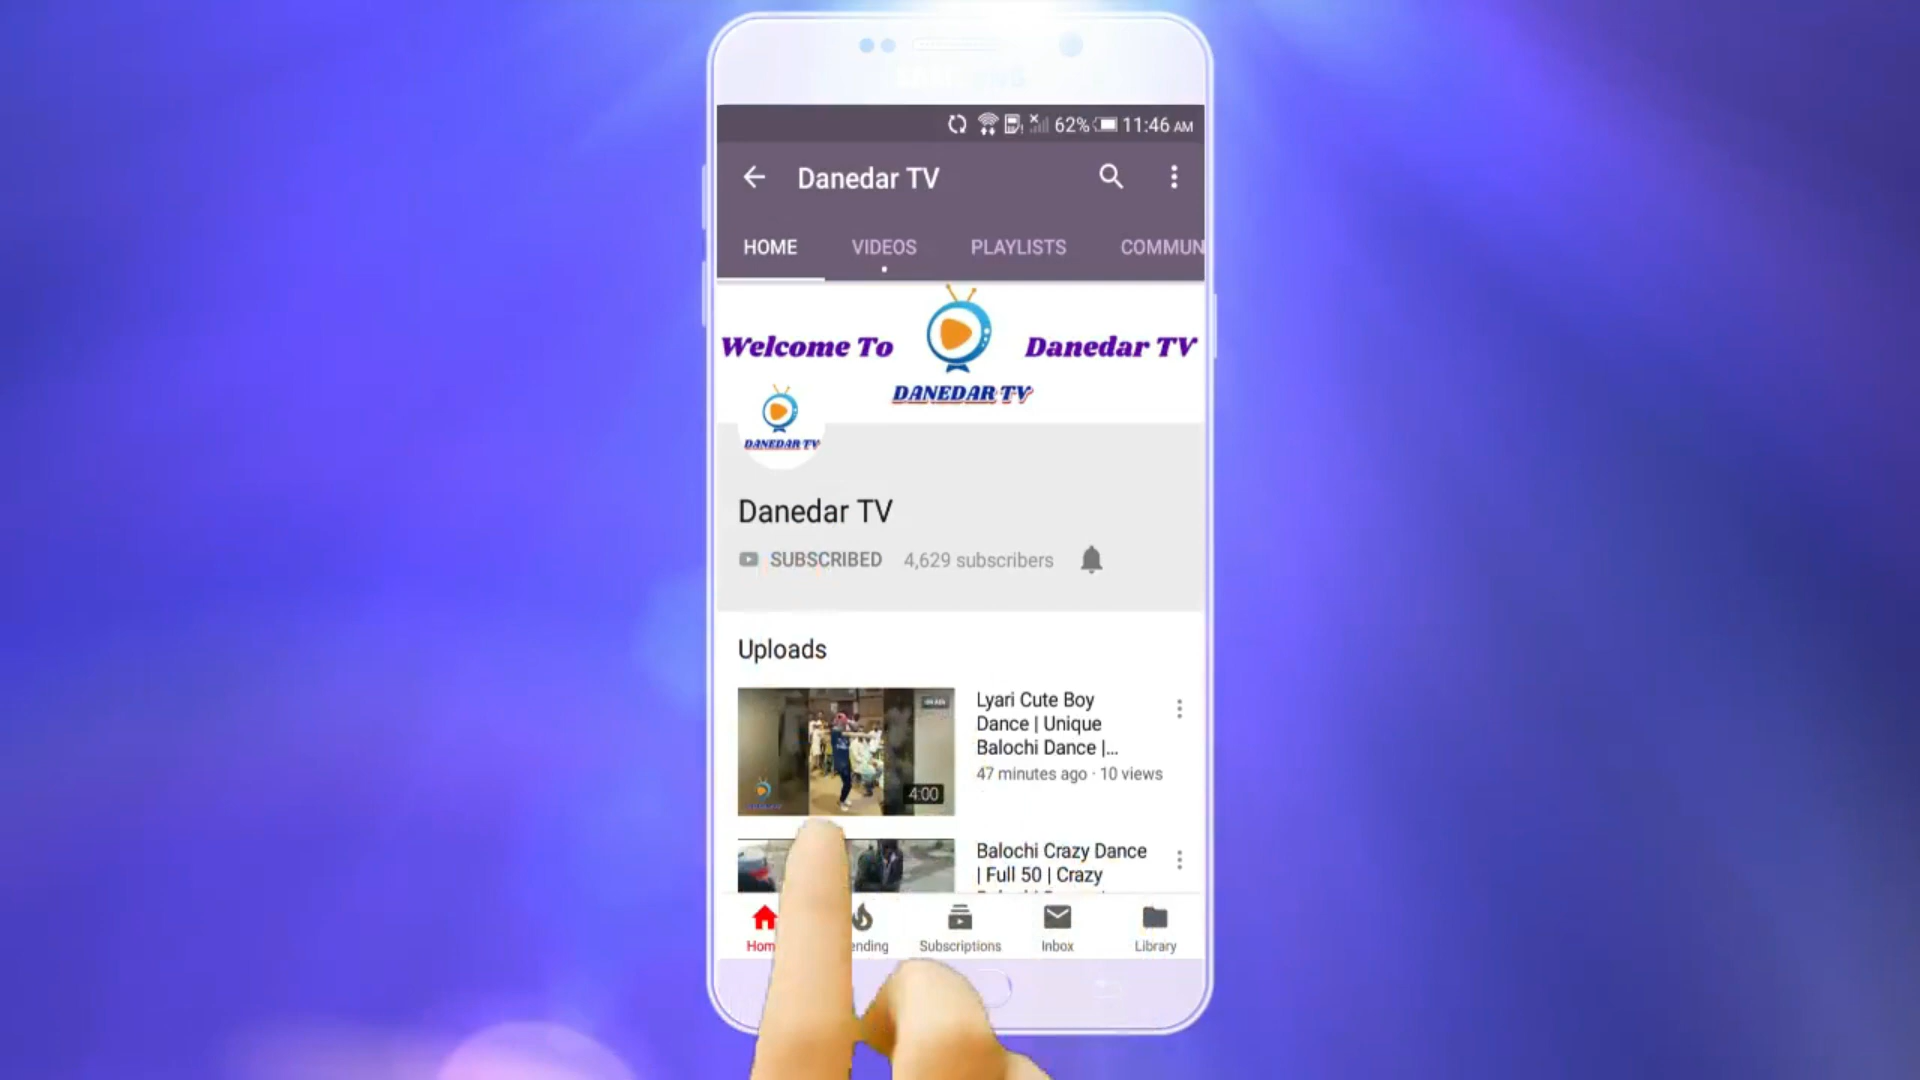 62% 11:46 AM
Danedar TV
HOME VIDEOS PLAYLISTS COMMUN
Welcome To Danedar TV
DANEDAR TV
DANEDAR TV
Danedar TV
SUBSCRIBED 4,629 subscribers
Uploads
Lyari Cute Boy
Dance | Unique
Balochi Dance |...
47 minutes ago · 10 views
4:00
Balochi Crazy Dance
| Full 50 | Crazy
Hom ending Subscriptions Inbox Library